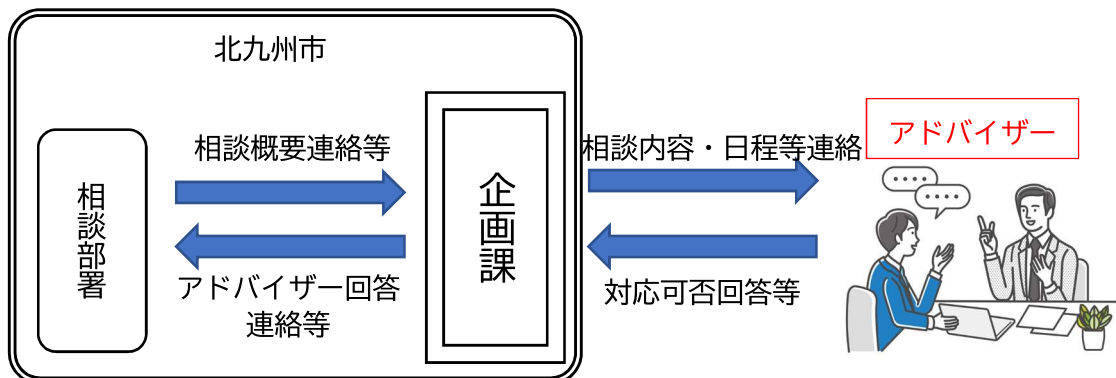 北九州市
相談部署
相談概要連絡等
アドバイザー回答
連絡等
企画課
相談内容・日程等連絡
対応可否回答等
アドバイザー